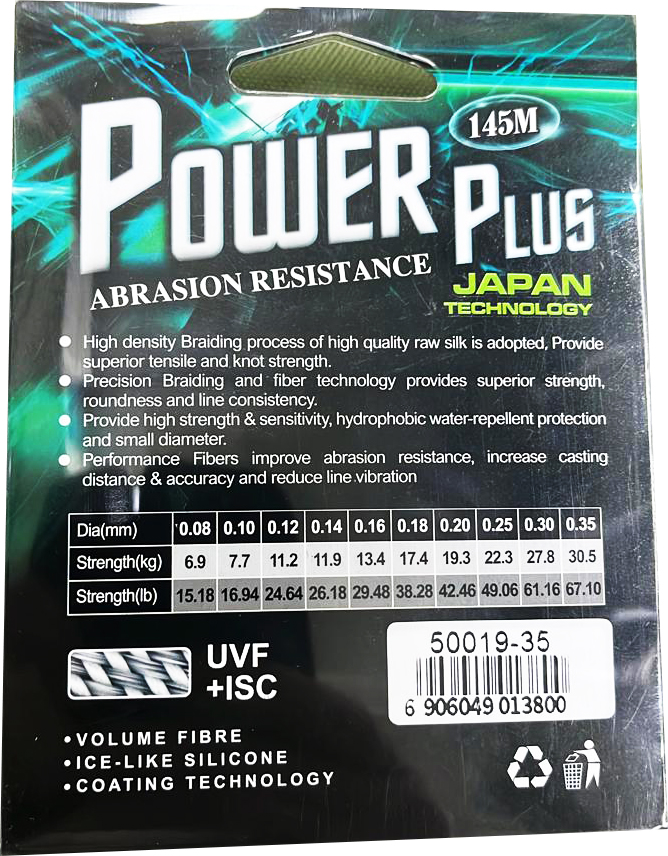 145M
POWER PLUS
ABRASION RESISTANCE
JAPAN
TECHNOLOGY
● High density Braiding process of high quality raw silk is adopted, Provide
superior tensile and knot strength.
● Precision Braiding and fiber technology provides superior strength,
roundness and line consistency.
● Provide high strength & sensitivity, hydrophobic water-repellent protection
and small diameter.
● Performance Fibers improve abrasion resistance, increase casting
distance & accuracy and reduce line vibration
Dia(mm) 0.08 0.10 0.12 0.14 0.16 0.18 0.20 0.25 0.30 0.35
Strength(kg) 6.9 7.7 11.2 11.9 13.4 17.4 19.3 22.3 27.8 30.5
Strength(lb) 15.18 16.94 24.64 26.18 29.48 38.28 42.46 49.06 61.16 67.10
UVF
+ISC
50019-35
6 906049 013800
•VOLUME FIBRE
•ICE-LIKE SILICONE
•COATING TECHNOLOGY